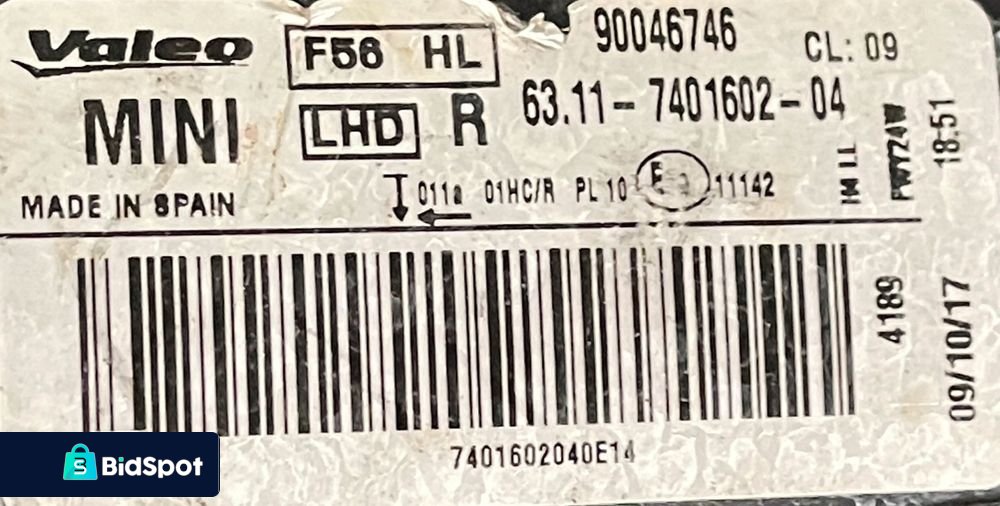 Valeo
F56 HL
90046746
CL: 09
MINI
LHD R
63.11-7401602-04
MADE IN SPAIN
011a 01HC/R PL 10 E 11142
18:51
4189
09/10/17
7401602040E14
BidSpot